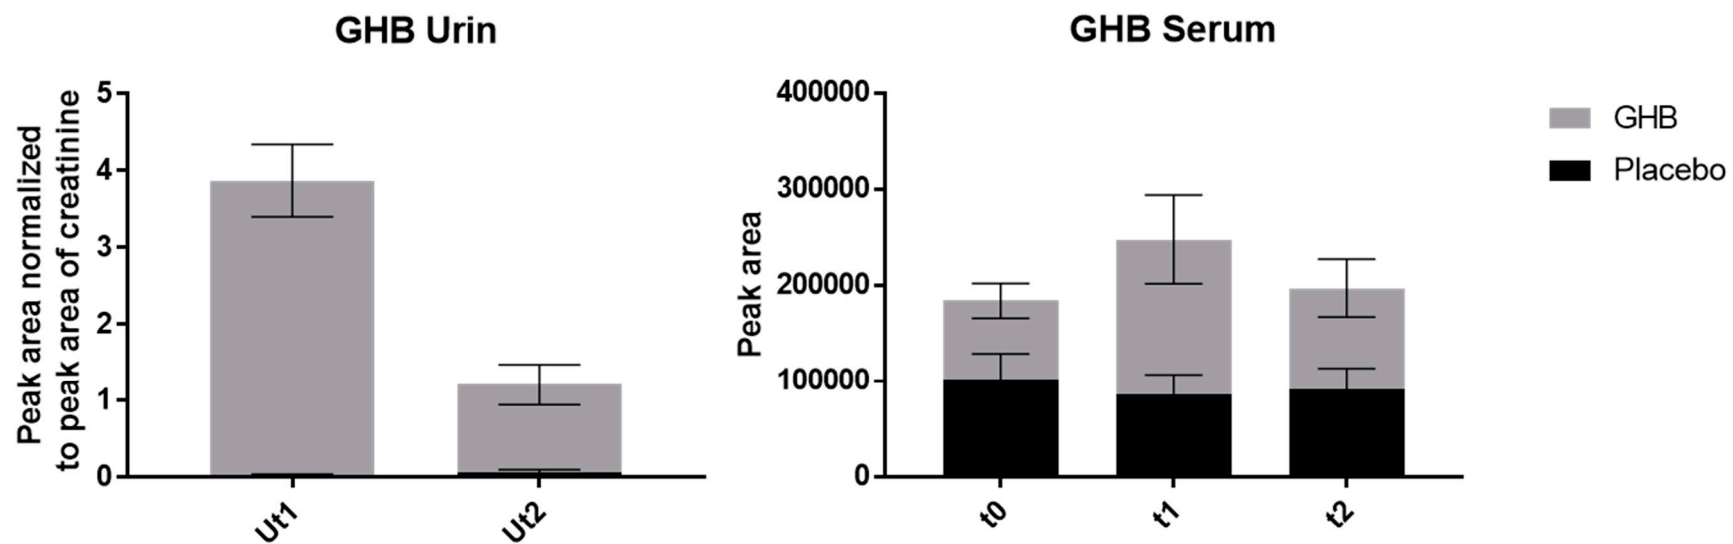 GHB Urin
Peak area normalized
to peak area of creatinine
5
4
3
2
1
0
Ut1
Ut2
GHB Serum
Peak area
400000
300000
200000
100000
0
t0
t1
t2
GHB
Placebo